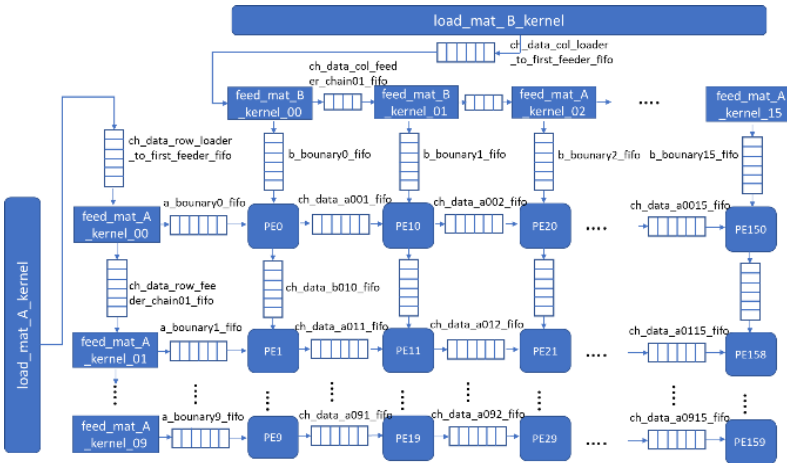 load_mat_ B_kernel
ch_data_col_loader
_to_first_feeder_fifo
ch_data_col_feed
er_chain01_fifo
feed_mat_B
_kernel_00
feed_mat_B
_kernel_01
feed_mat_A
_kernel_02
....
feed_mat_A
_kernel_15
ch_data_row_loader
_to_first_feeder_fifo
b_bounary0_fifo
b_bounary1_fifo
b_bounary2_fifo
b_bounary15_fifo
load_mat_A_kernel
feed_mat_A
_kernel_00
a_bounary0_fifo
PE0
ch_data_a001_fifo
PE10
ch_data_a002_fifo
PE20
....
ch_data_a0015_fifo
PE150
ch_data_row_fee
der_chain01_fifo
ch_data_b010_fifo
feed_mat_A
_kernel_01
a_bounary1_fifo
PE1
ch_data_a011_fifo
PE11
ch_data_a012_fifo
PE21
....
ch_data_a0115_fifo
PE158
feed_mat_A
_kernel_09
a_bounary9_fifo
PE9
ch_data_a091_fifo
PE19
ch_data_a092_fifo
PE29
....
ch_data_a0915_fifo
PE159